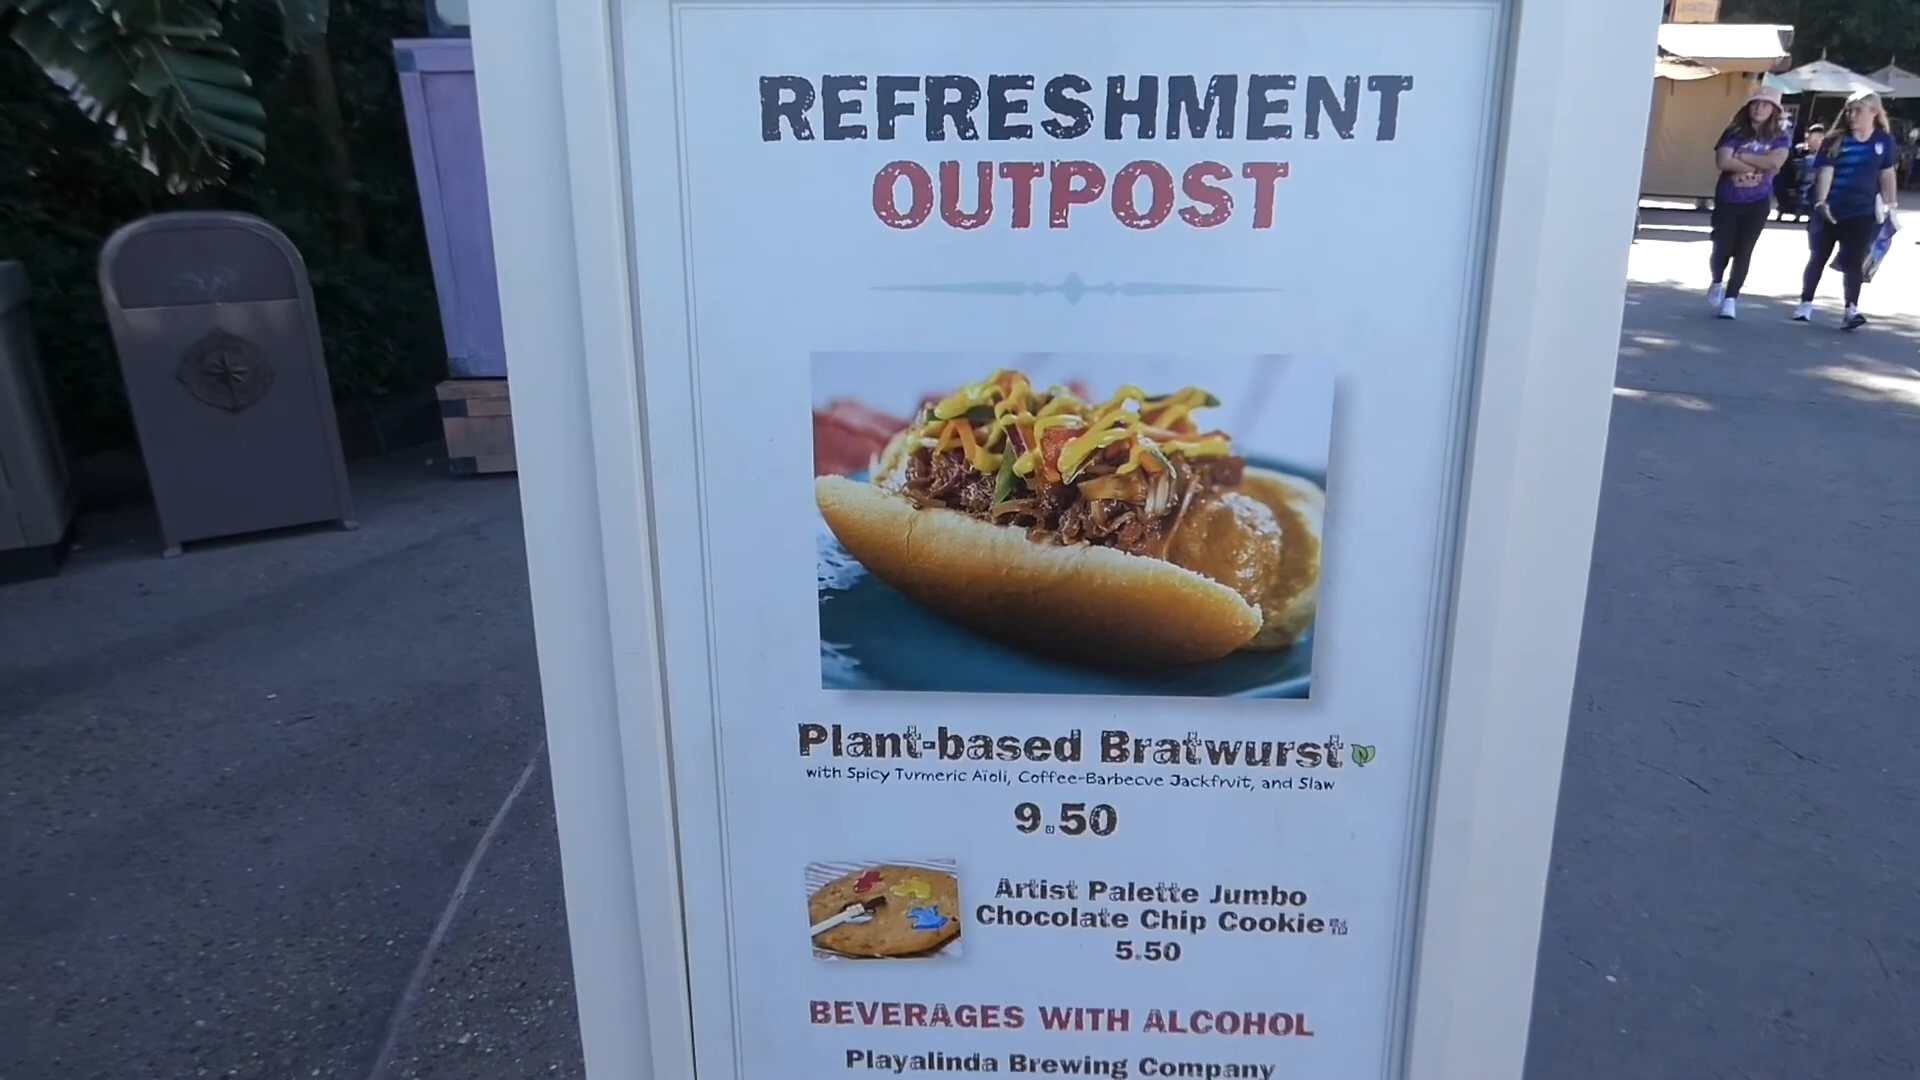 REFRESHMENT
OUTPOST
Plant-based Bratwurst
with Spicy Turmeric Aïoli, Coffee-Barbecue Jackfruit, and Slaw
9.50
Artist Palette Jumbo
Chocolate Chip Cookie
5.50
BEVERAGES WITH ALCOHOL
Playalinda Brewing Company